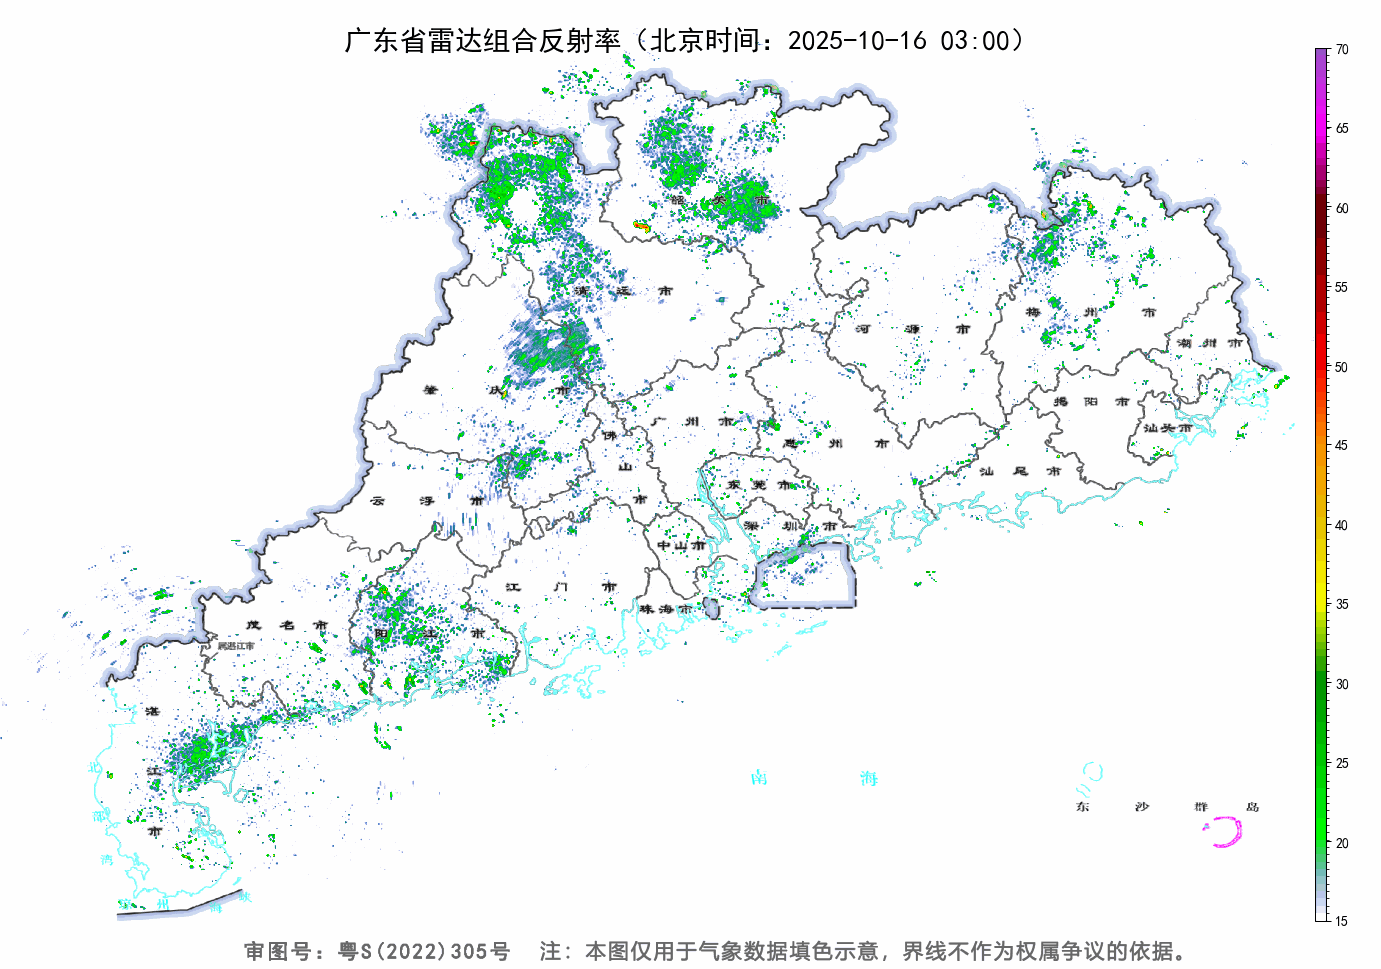 广东省雷达组合反射率（北京时间：2025-10-16 03:00）
70
65
60
55
50
45
40
35
30
25
20
15
韶关市
清远市
河源市
梅州市
潮州市
肇庆市
广州市
佛山市
惠州市
揭阳市
汕头市
汕尾市
东莞市
云浮市
深圳市
中山市
江门市
珠海市
茂名市
阳江市
属湛江市
湛江市
北部湾
琼州海峡
南海
东沙群岛
审图号：粤S(2022)305号 注：本图仅用于气象数据填色示意，界线不作为权属争议的依据。